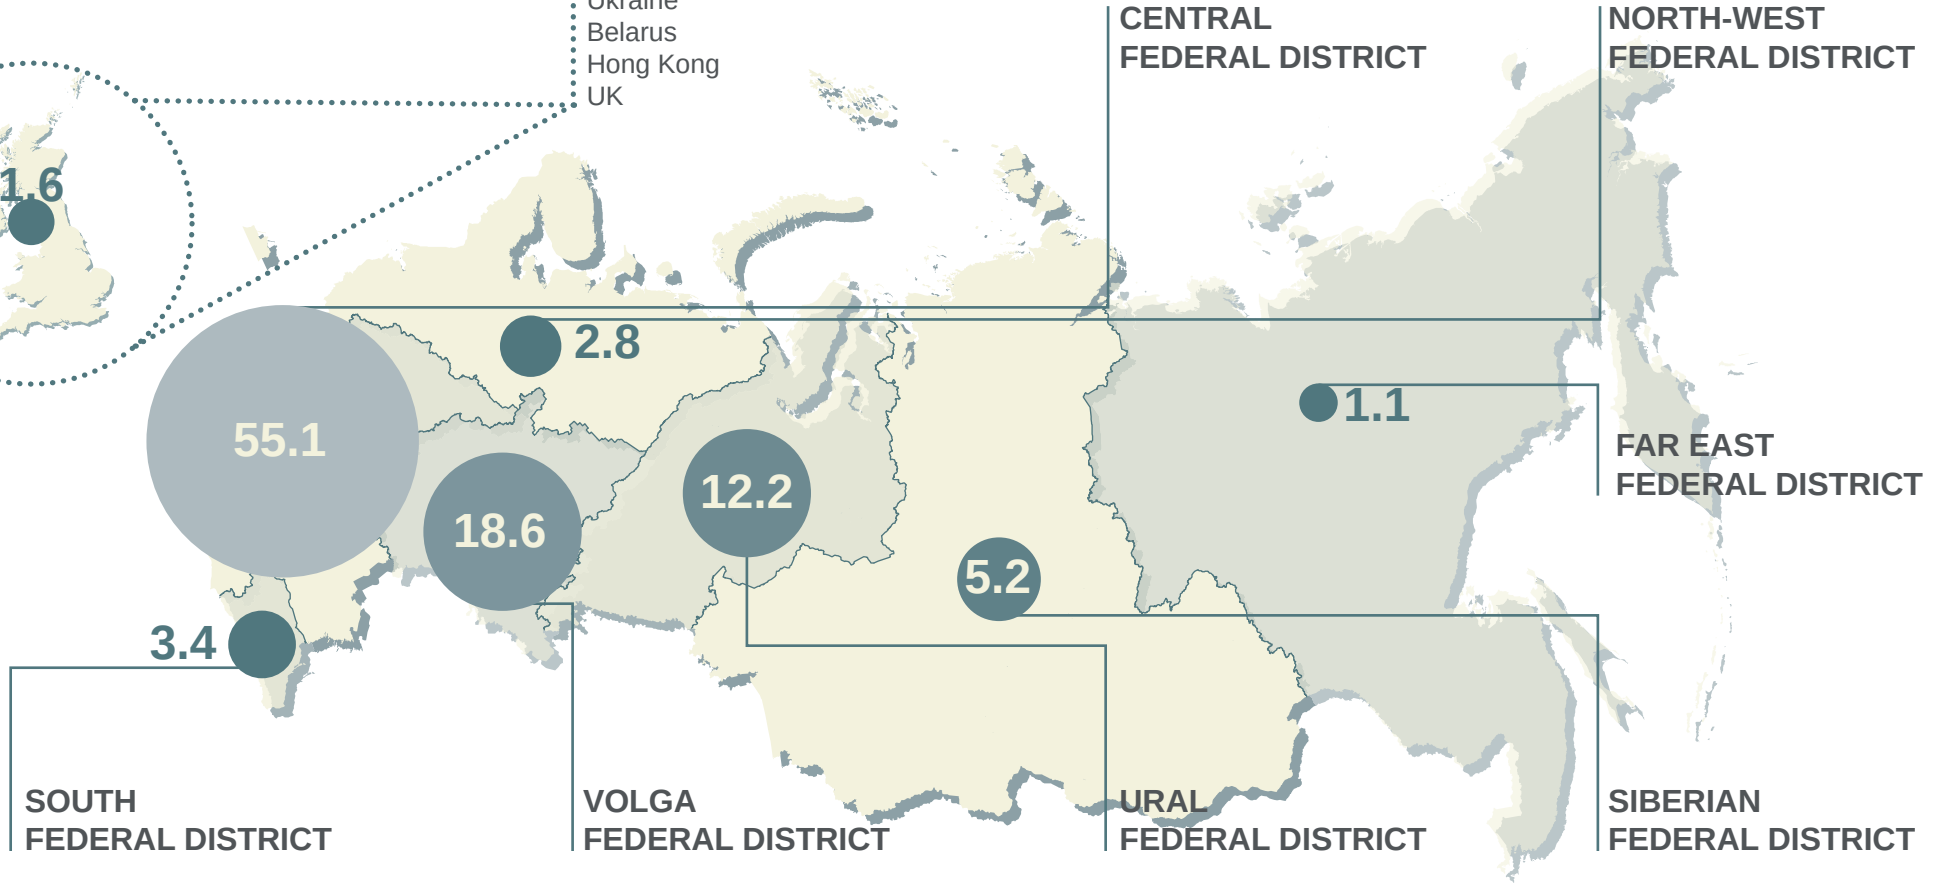 Ukraine
Belarus
Hong Kong
UK
CENTRAL
FEDERAL DISTRICT
NORTH-WEST
FEDERAL DISTRICT
1.6
2.8
55.1
1.1
12.2
18.6
5.2
3.4
FAR EAST
FEDERAL DISTRICT
SOUTH
FEDERAL DISTRICT
VOLGA
FEDERAL DISTRICT
URAL
FEDERAL DISTRICT
SIBERIAN
FEDERAL DISTRICT